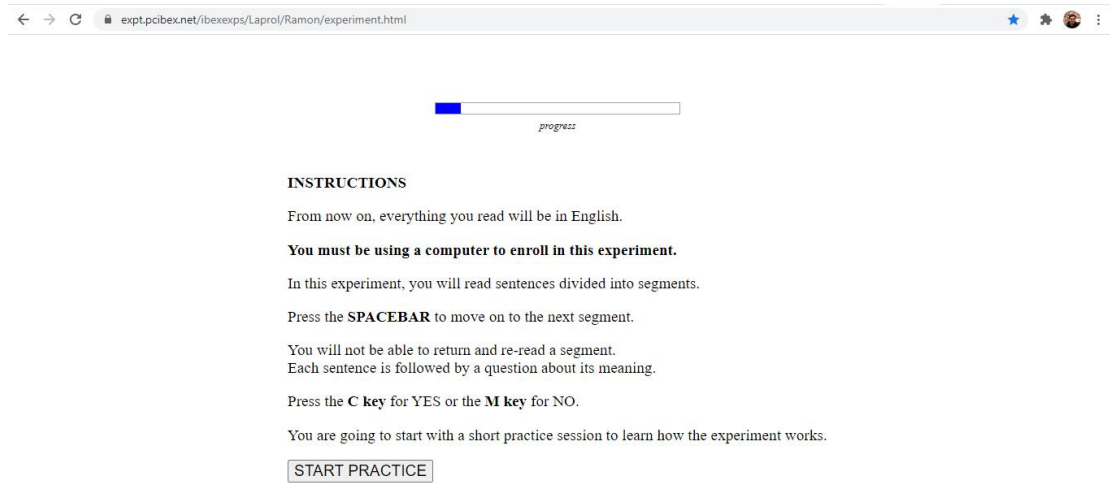 expt.pcibex.net/ibexexps/Laprol/Ramon/experiment.html
progress
INSTRUCTIONS
From now on, everything you read will be in English.
You must be using a computer to enroll in this experiment.
In this experiment, you will read sentences divided into segments.
Press the SPACEBAR to move on to the next segment.
You will not be able to return and re-read a segment.
Each sentence is followed by a question about its meaning.
Press the C key for YES or the M key for NO.
You are going to start with a short practice session to learn how the experiment works.
START PRACTICE